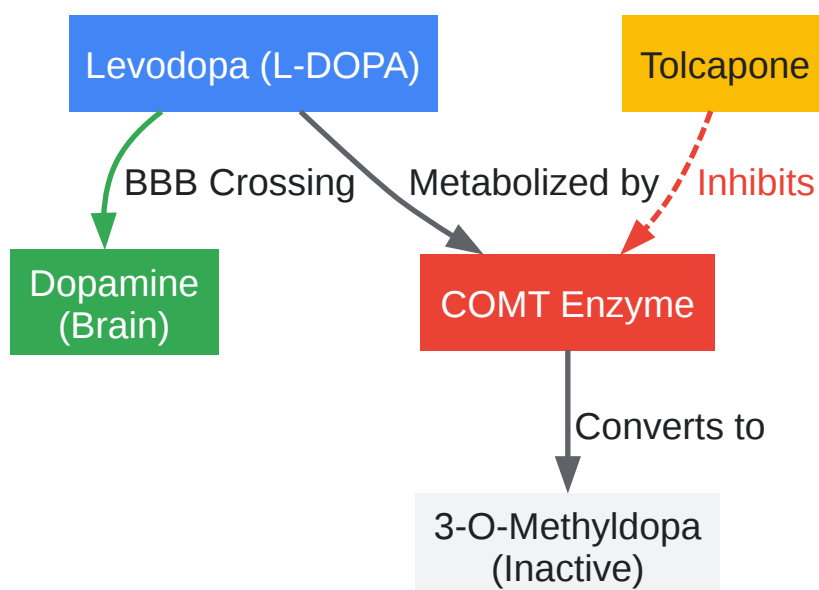 Levodopa (L-DOPA)
Tolcapone
BBB Crossing
Metabolized by
Inhibits
Dopamine
(Brain)
COMT Enzyme
Converts to
3-O-Methyldopa
(Inactive)